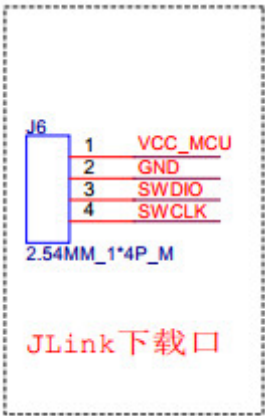 J6
1 VCC_MCU
2 GND
3 SWDIO
4 SWCLK
2.54MM_1*4P_M
JLink下载口